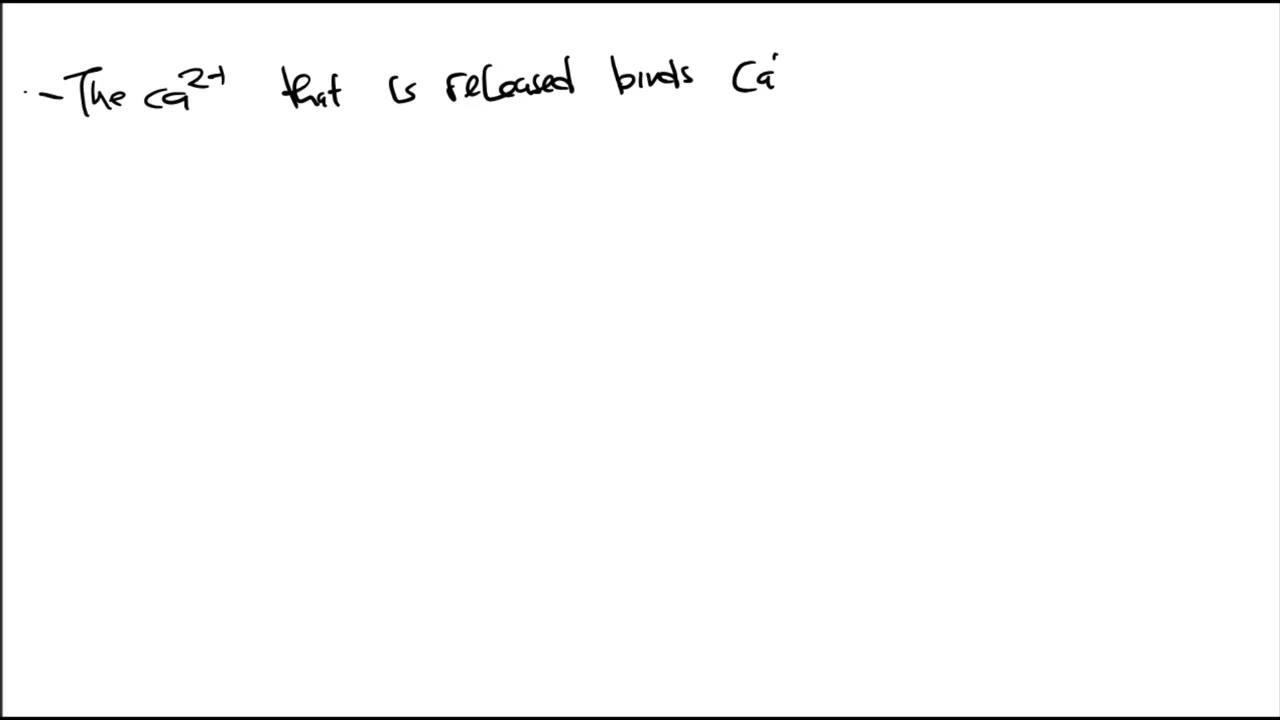 - The Ca²⁺ that is released binds Ca